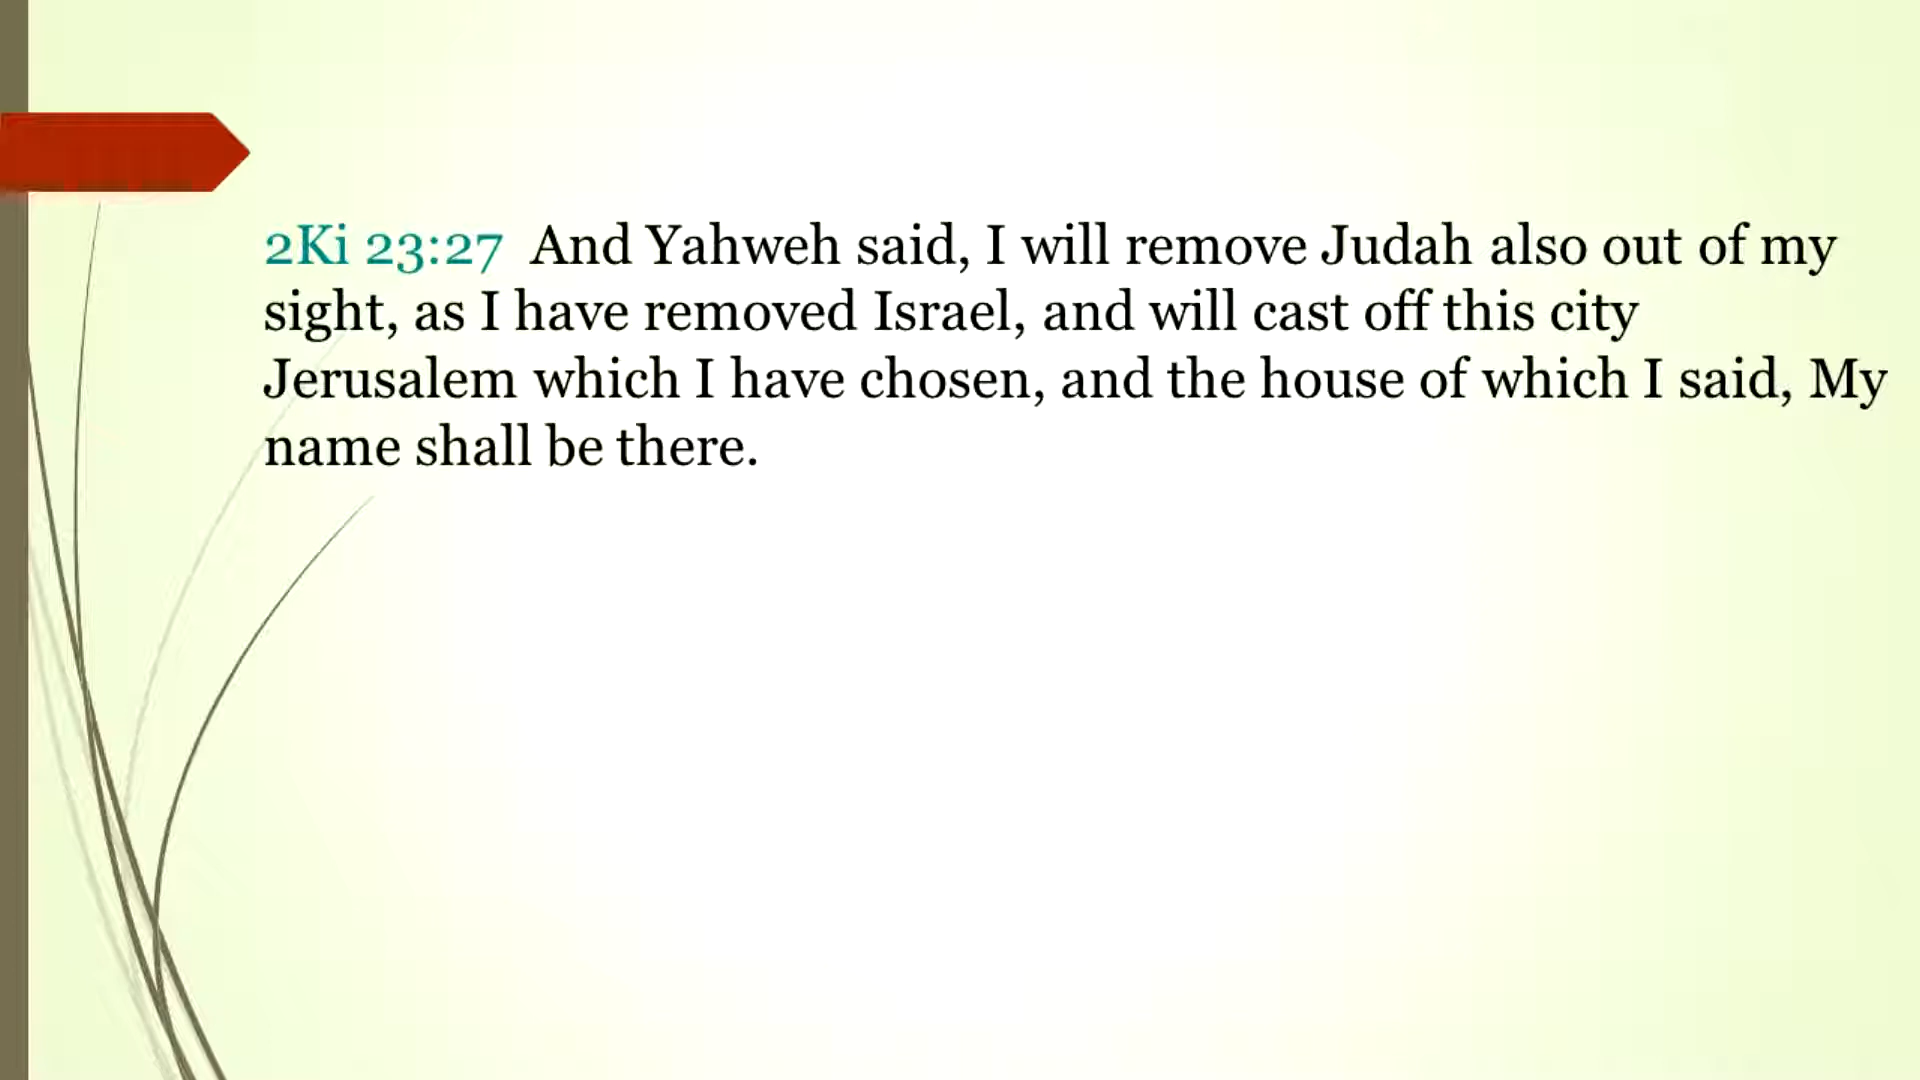 2Ki 23:27 And Yahweh said, I will remove Judah also out of my
sight, as I have removed Israel, and will cast off this city
Jerusalem which I have chosen, and the house of which I said, My
name shall be there.